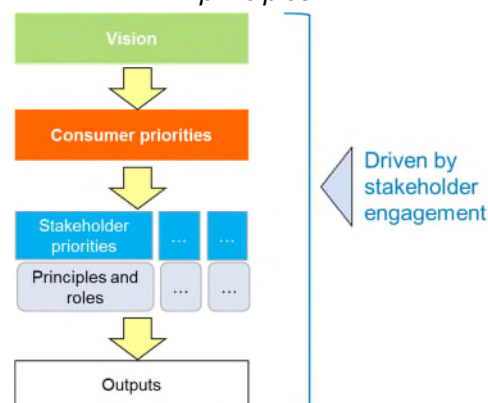 Vision
Consumer priorities
Driven by
stakeholder
engagement
Stakeholder
priorities
...
...
Principles and
roles
...
...
Outputs